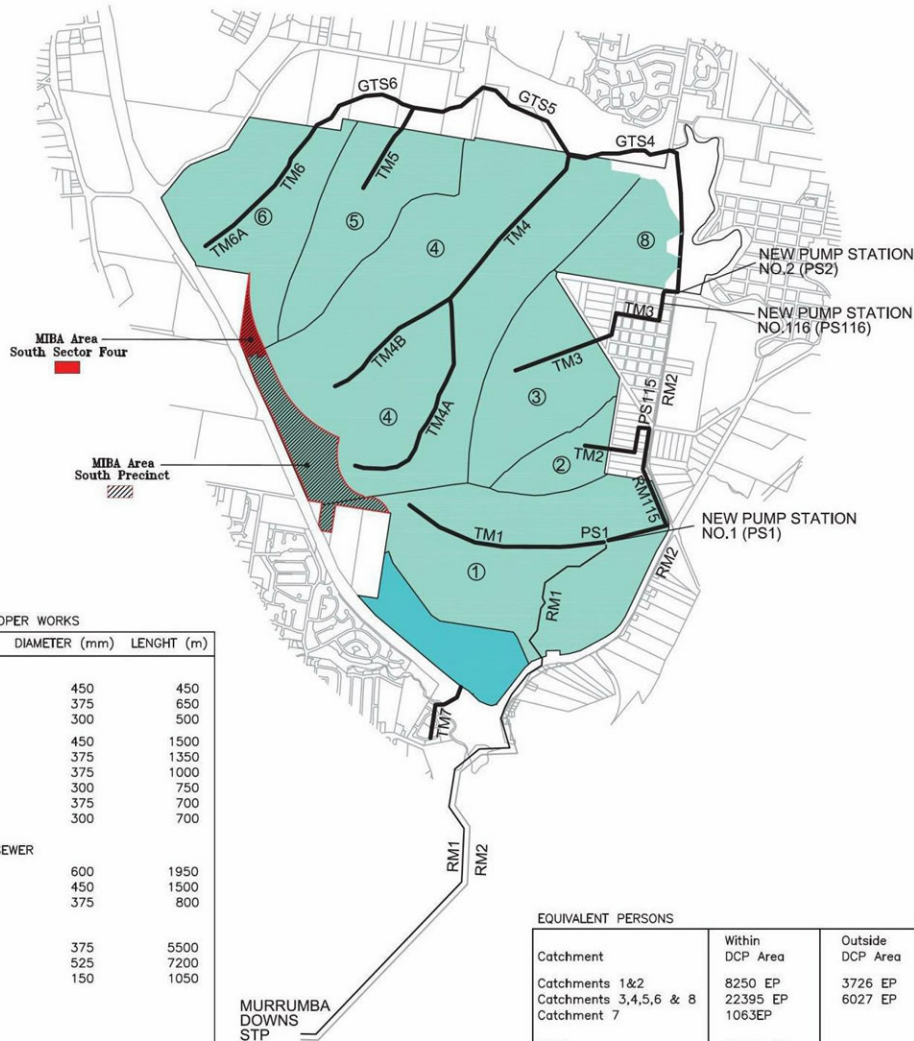 GTS6
GTS5
GTS4
TM5
TM6
TM6A
⑥
⑤
④
TM4
⑧
NEW PUMP STATION
NO.2 (PS2)
NEW PUMP STATION
NO.116 (PS116)
MIBA Area
South Sector Four
TM3
TM3
TM4B
④
TM4A
③
PS115
RM2
MIBA Area
South Precinct
②
TM2
RM115
NEW PUMP STATION
NO.1 (PS1)
TM1
PS1
①
RM1
RM2
TM7
RM1
RM2
MURRUMBA
DOWNS
STP
OPER WORKS
DIAMETER (mm) LENGHT (m)
450 450
375 650
300 500
450 1500
375 1350
375 1000
300 750
375 700
300 700
SEWER
600 1950
450 1500
375 800
375 5500
525 7200
150 1050
EQUIVALENT PERSONS
Catchment Within DCP Area Outside DCP Area
Catchments 1&2 8250 EP 3726 EP
Catchments 3,4,5,6 & 8 22395 EP 6027 EP
Catchment 7 1063EP